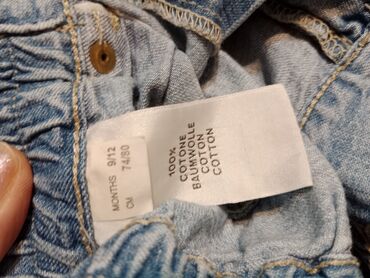 MONTHS 9/12
CM 74/80
100%
COTONE
BAUMWOLLE
COTON
COTTON